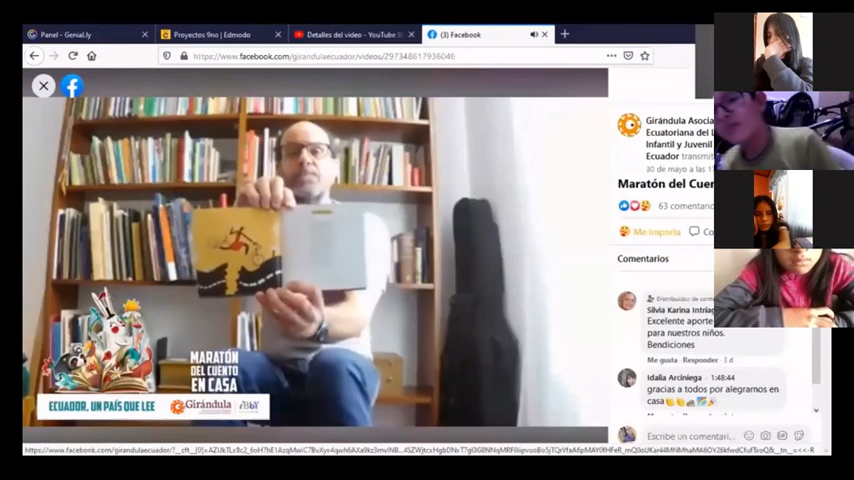 Panel - Genial.ly
Proyectos 9no | Edmodo
Detalles del video - YouTube S
(3) Facebook
https://www.facebook.com/girandulaecuador/videos/297348617936046
Girándula Asocia
Ecuatoriana del L
Infantil y Juvenil
Ecuador transmit
30 de mayo a las 1
Maratón del Cuen
63 comentario
Me importa
Co
Comentarios
Silvia Karina Intriag
Excelente aporte
para nuestros niños.
Bendiciones
Me gusta · Responder · 3 d
Idalia Arciniega · 1:48:44
gracias a todos por alegrarnos en
casa
Escribe un comentari...
MARATÓN
DEL CUENTO
EN CASA
ECUADOR, UN PAÍS QUE LEE
Girándula
iBbY